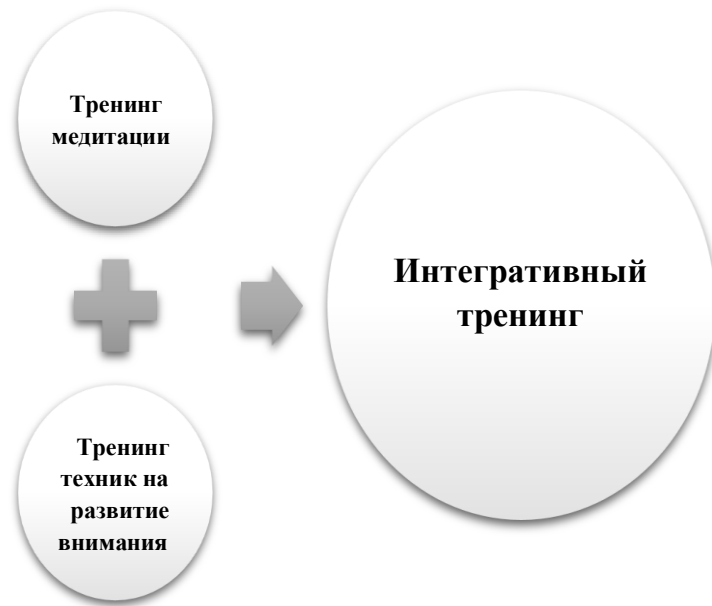 Тренинг
медитации
Интегративный
тренинг
Тренинг
техник на
развитие
внимания